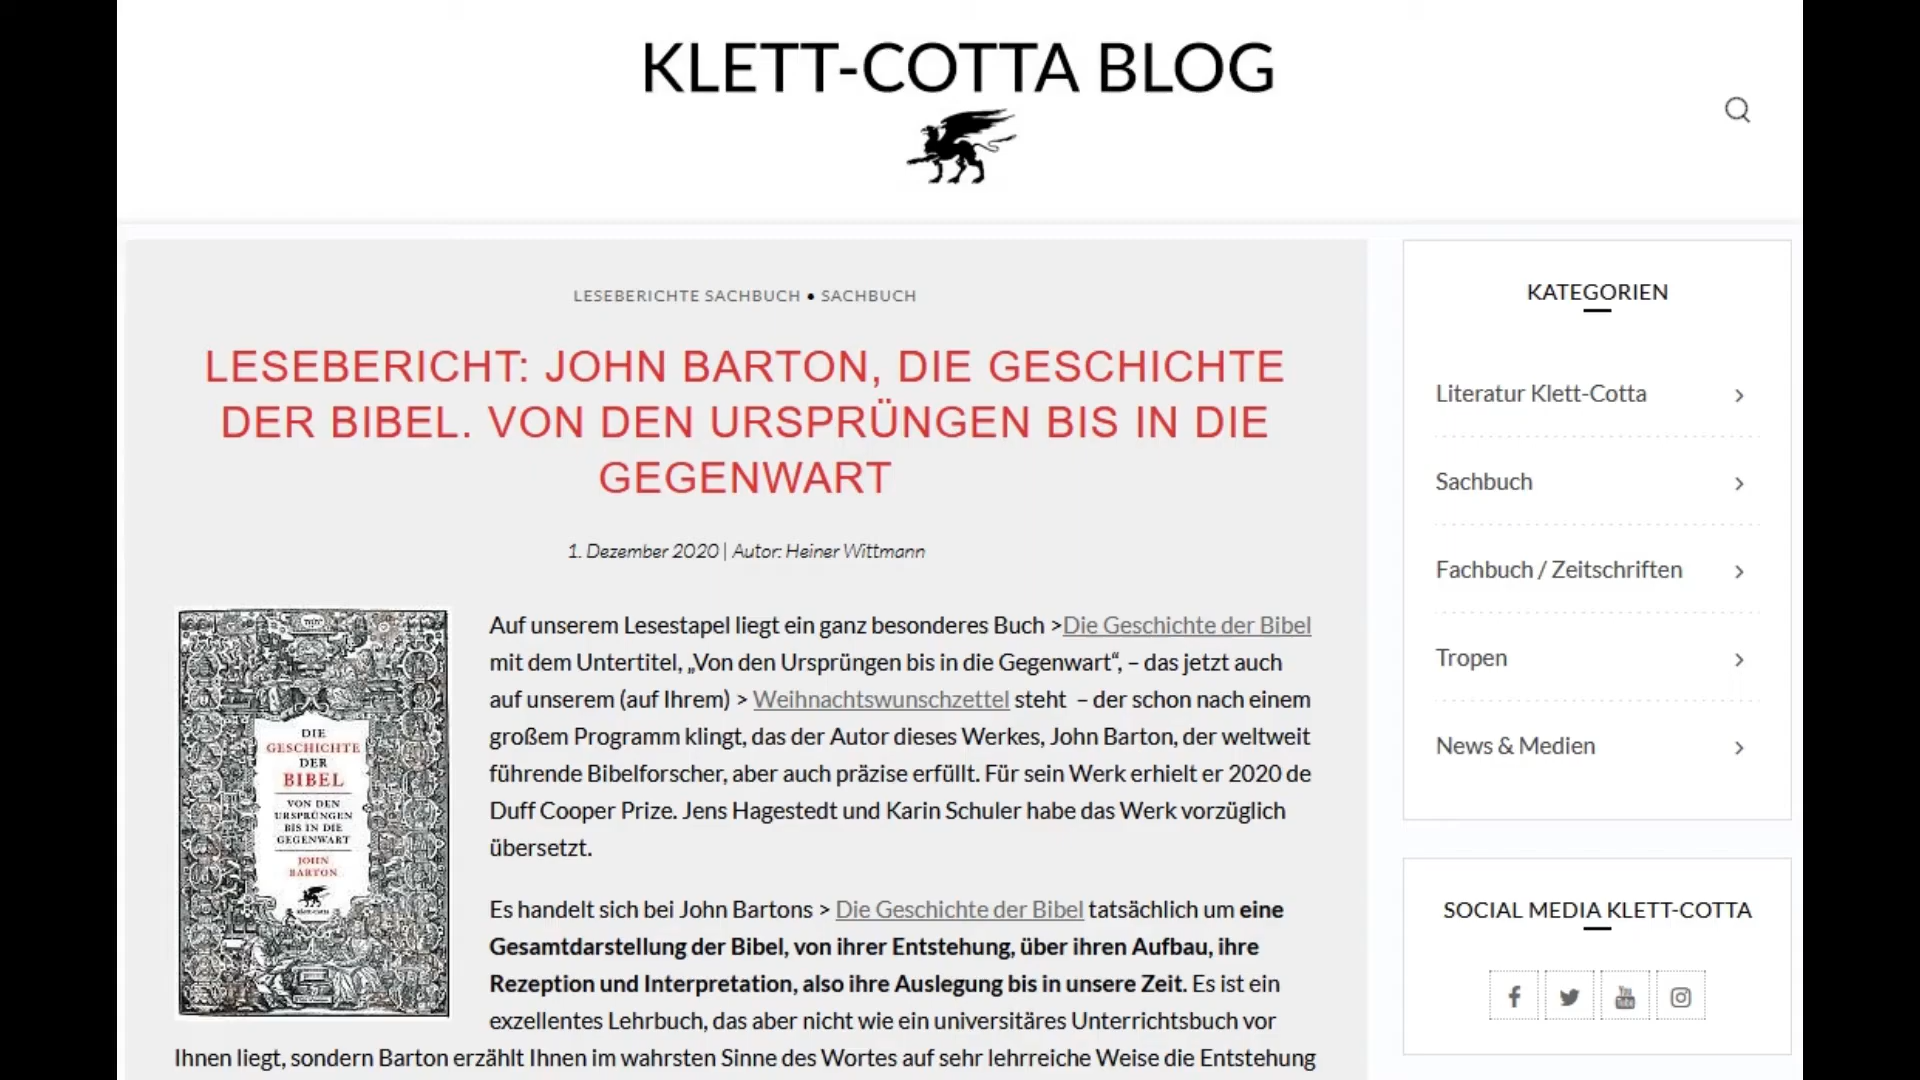 KLETT-COTTA BLOG
LESEBERICHTE SACHBUCH • SACHBUCH
LESEBERICHT: JOHN BARTON, DIE GESCHICHTE
DER BIBEL. VON DEN URSPRÜNGEN BIS IN DIE
GEGENWART
1. Dezember 2020 | Autor: Heiner Wittmann
DIE
GESCHICHTE
DER
BIBEL
VON DEN
URSPRÜNGEN
BIS IN DIE
GEGENWART
JOHN
BARTON
Auf unserem Lesestapel liegt ein ganz besonderes Buch >Die Geschichte der Bibel
mit dem Untertitel, „Von den Ursprüngen bis in die Gegenwart“, – das jetzt auch
auf unserem (auf Ihrem) > Weihnachtswunschzettel steht – der schon nach einem
großem Programm klingt, das der Autor dieses Werkes, John Barton, der weltweit
führende Bibelforscher, aber auch präzise erfüllt. Für sein Werk erhielt er 2020 de
Duff Cooper Prize. Jens Hagestedt und Karin Schuler habe das Werk vorzüglich
übersetzt.
Es handelt sich bei John Bartons > Die Geschichte der Bibel tatsächlich um eine
Gesamtdarstellung der Bibel, von ihrer Entstehung, über ihren Aufbau, ihre
Rezeption und Interpretation, also ihre Auslegung bis in unsere Zeit. Es ist ein
exzellentes Lehrbuch, das aber nicht wie ein universitäres Unterrichtsbuch vor
Ihnen liegt, sondern Barton erzählt Ihnen im wahrsten Sinne des Wortes auf sehr lehrreiche Weise die Entstehung
KATEGORIEN
Literatur Klett-Cotta
Sachbuch
Fachbuch / Zeitschriften
Tropen
News & Medien
SOCIAL MEDIA KLETT-COTTA